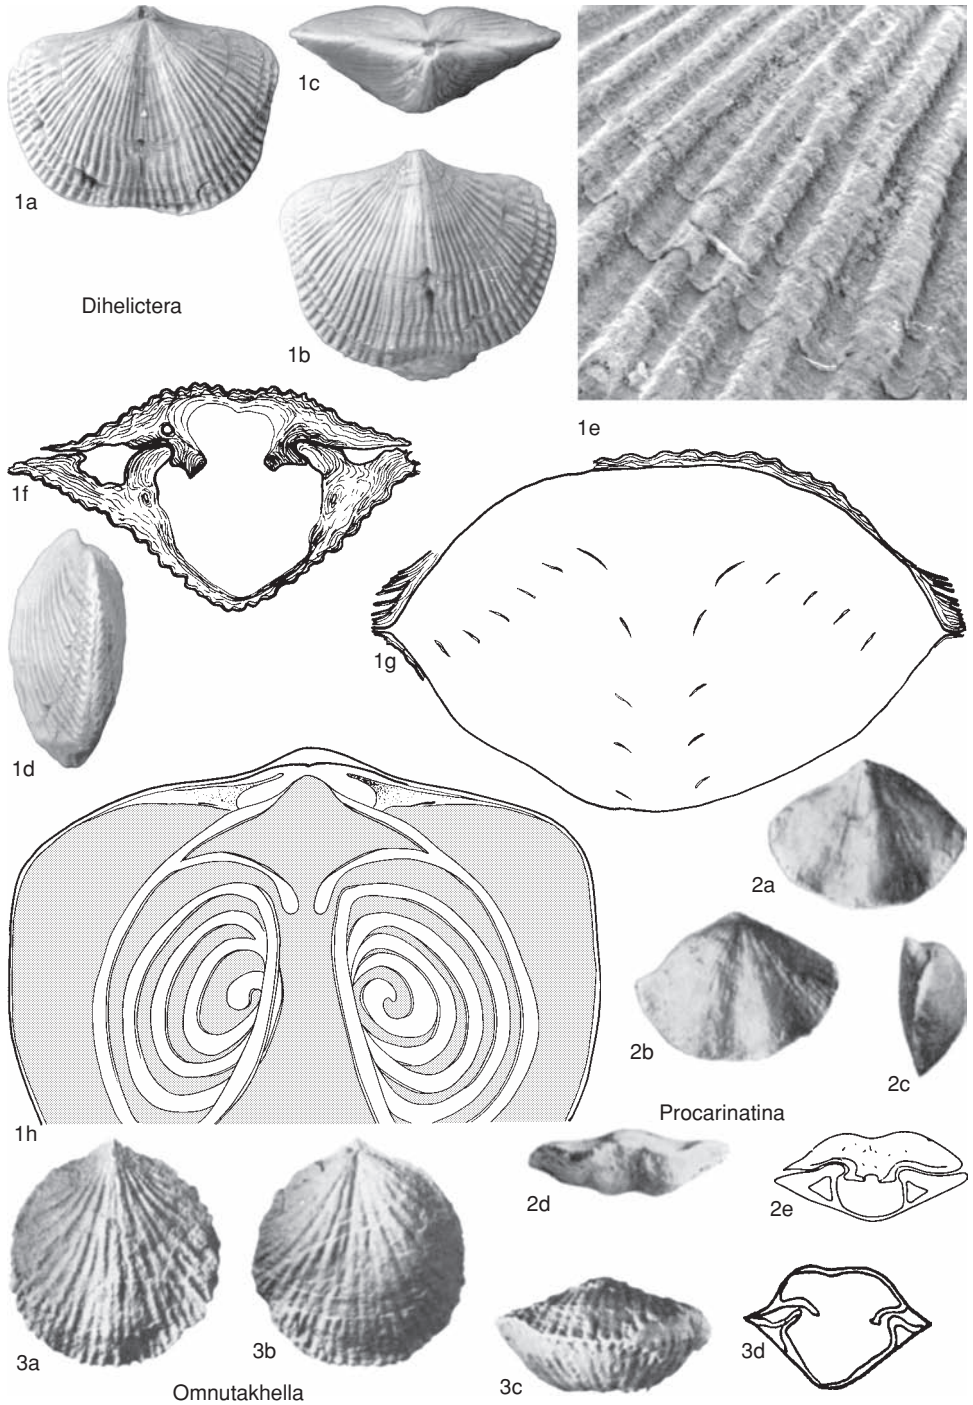 1c
1a
Dihelictera
1b
1e
1f
1g
1d
2a
2b
2c
Procarinatina
1h
2d
2e
3a
3b
3c
3d
Omnutakhella